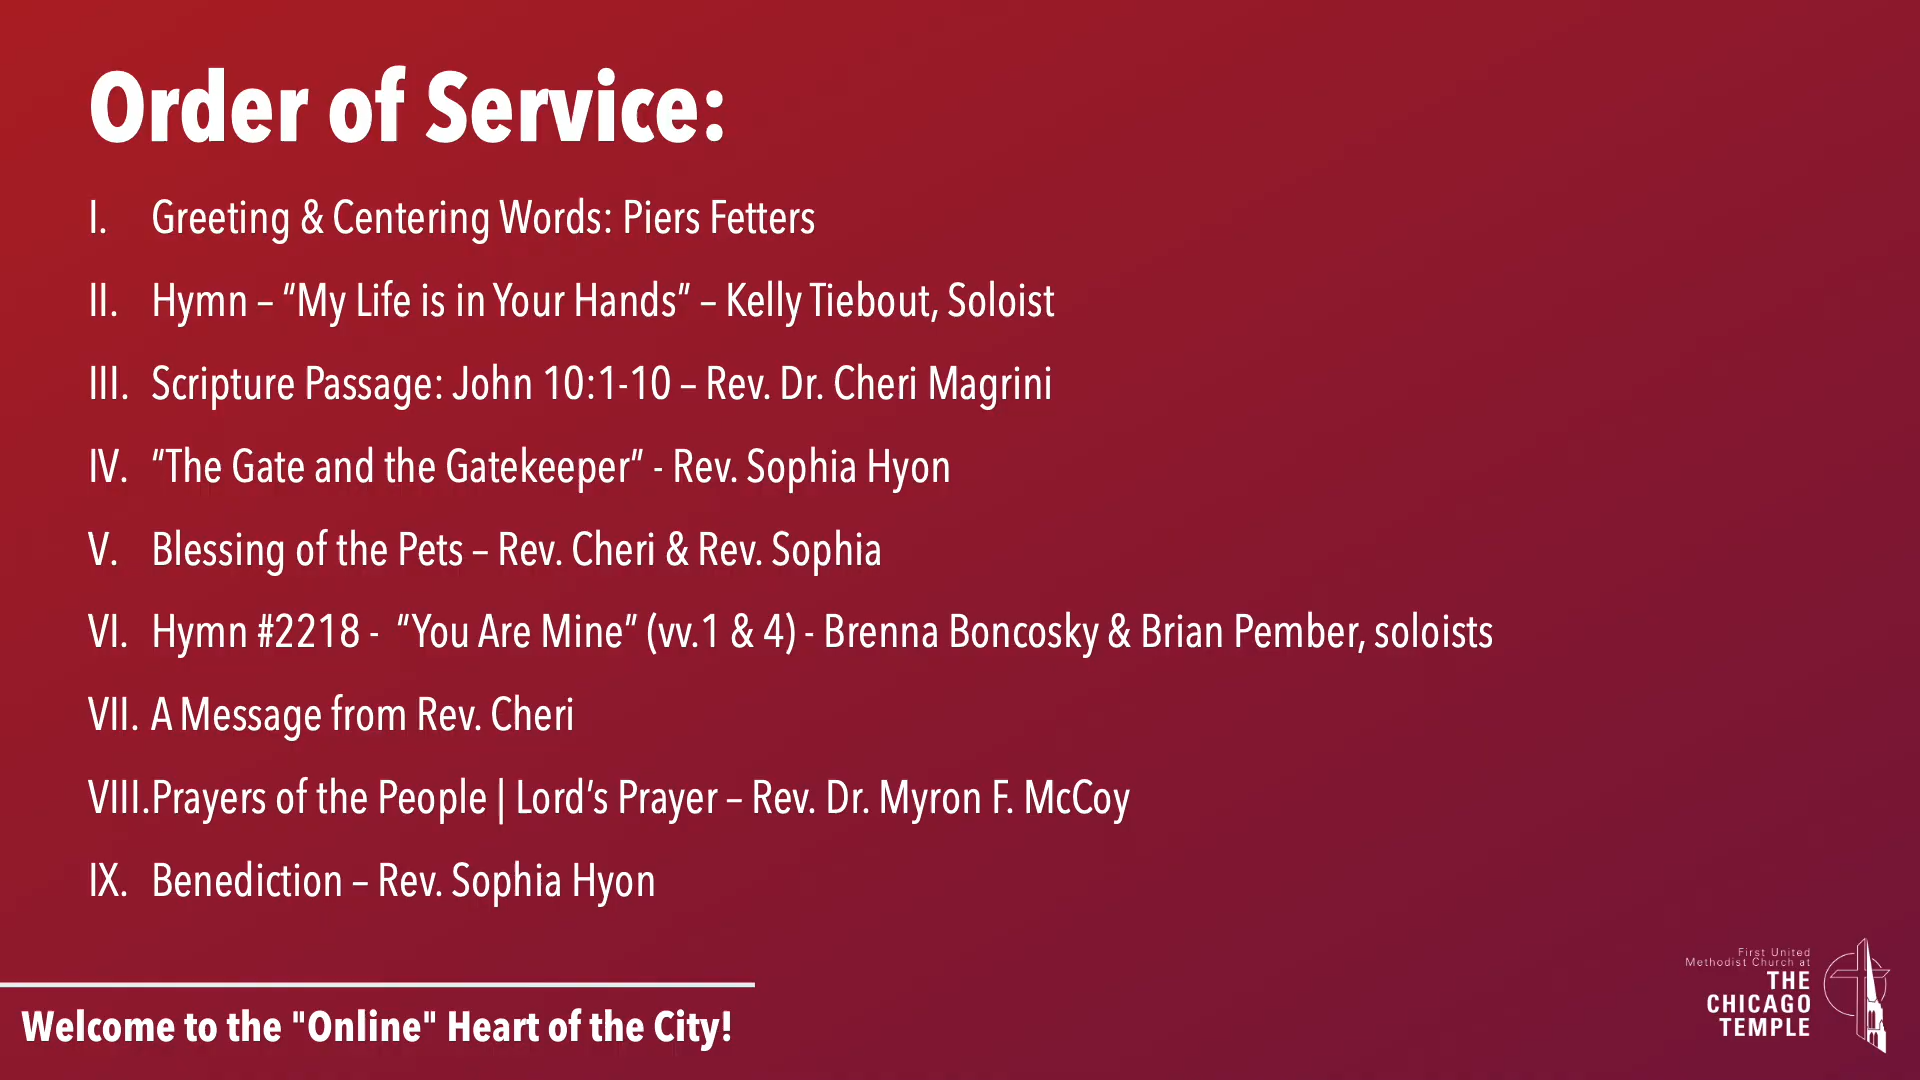 Order of Service:
I. Greeting & Centering Words: Piers Fetters
II. Hymn – “My Life is in Your Hands” – Kelly Tiebout, Soloist
III. Scripture Passage: John 10:1-10 – Rev. Dr. Cheri Magrini
IV. “The Gate and the Gatekeeper” - Rev. Sophia Hyon
V. Blessing of the Pets – Rev. Cheri & Rev. Sophia
VI. Hymn #2218 -  “You Are Mine” (vv.1 & 4) - Brenna Boncosky & Brian Pember, soloists
VII. A Message from Rev. Cheri
VIII.Prayers of the People | Lord’s Prayer – Rev. Dr. Myron F. McCoy
IX. Benediction – Rev. Sophia Hyon
Welcome to the "Online" Heart of the City!
First United
Methodist Church at
THE
CHICAGO
TEMPLE